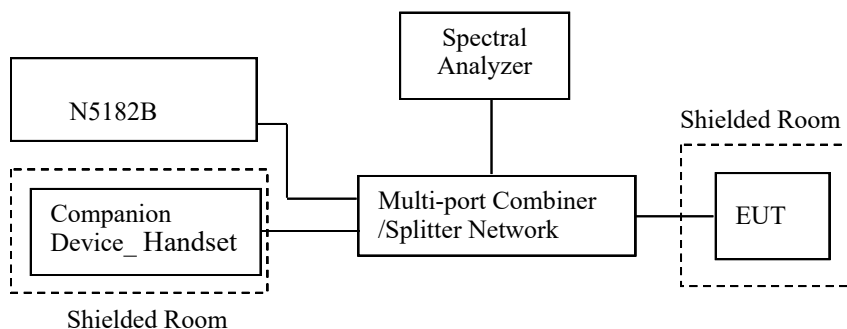 Spectral
Analyzer
N5182B
Shielded Room
Companion
Device_ Handset
Multi-port Combiner
/Splitter Network
EUT
Shielded Room